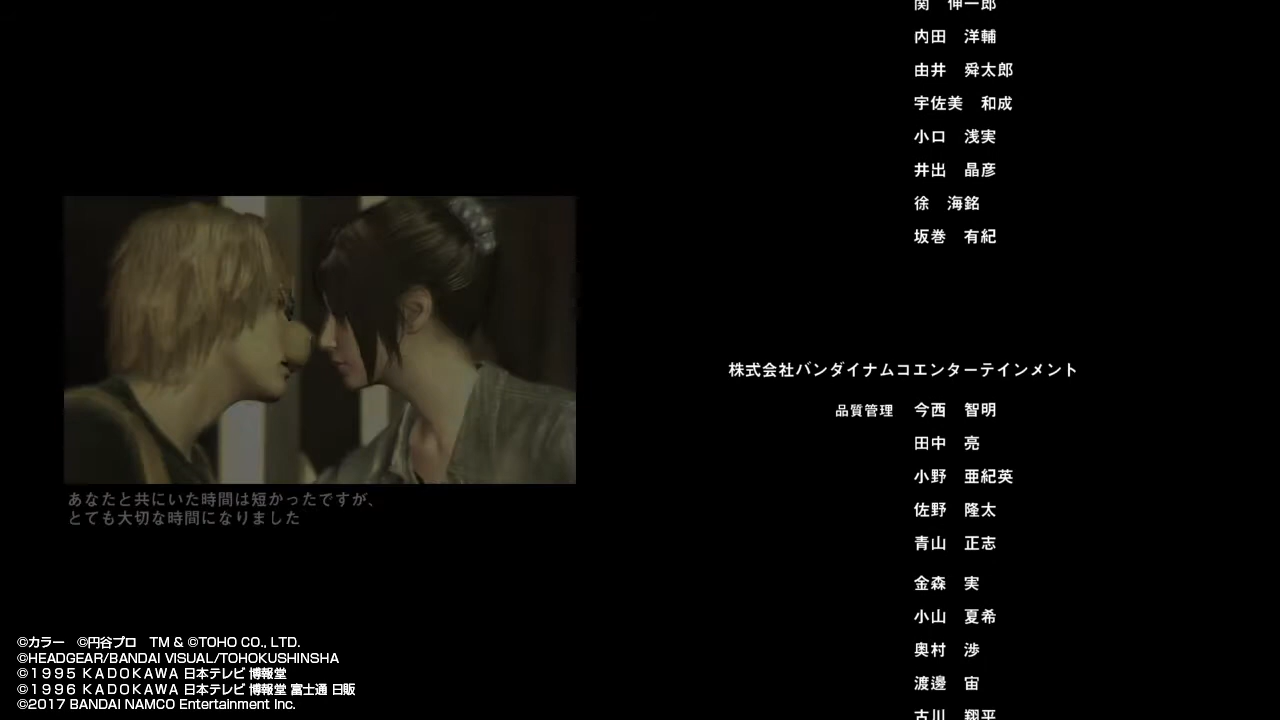 関　伸一郎
内田　洋輔
由井　舜太郎
宇佐美　和成
小口　浅実
井出　晶彦
徐　海銘
坂巻　有紀
株式会社バンダイナムコエンターテインメント
品質管理　今西　智明
田中　亮
小野　亜紀英
佐野　隆太
青山　正志
金森　実
小山　夏希
奥村　渉
渡邊　宙
古川　翔平
あなたと共にいた時間は短かったですが、
とても大切な時間になりました
©カラー　©円谷プロ　TM & ©TOHO CO., LTD.
©HEADGEAR/BANDAI VISUAL/TOHOKUSHINSHA
©１９９５ ＫＡＤＯＫＡＷＡ 日本テレビ 博報堂
©１９９６ ＫＡＤＯＫＡＷＡ 日本テレビ 博報堂 富士通 日販
©2017 BANDAI NAMCO Entertainment Inc.